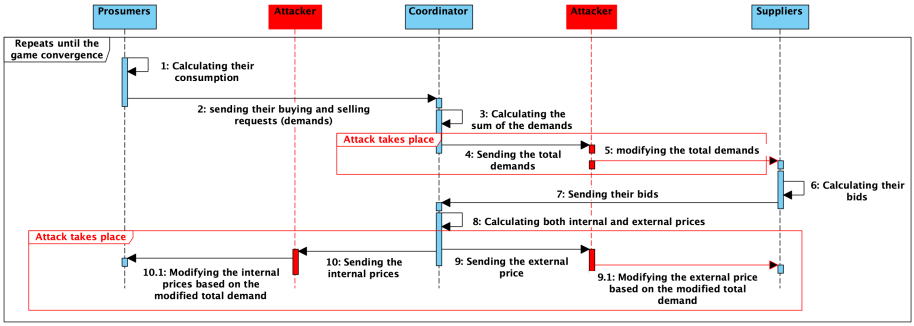 Prosumers
Attacker
Coordinator
Attacker
Suppliers
Repeats until the
game convergence
1: Calculating their
consumption
2: sending their buying and selling
requests (demands)
3: Calculating the
sum of the demands
Attack takes place
4: Sending the total
demands
5: modifying the total demands
6: Calculating their
bids
7: Sending their bids
8: Calculating both internal and external prices
Attack takes place
10: Sending the
internal prices
9: Sending the external
price
10.1: Modifying the internal
prices based on the
modified total demand
9.1: Modifying the external price
based on the modified total
demand